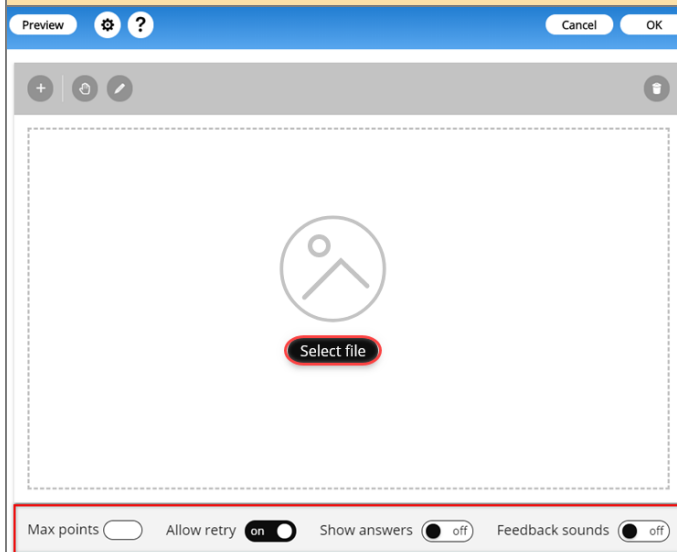 Preview ? Cancel OK
Select file
Max points Allow retry on Show answers off Feedback sounds off